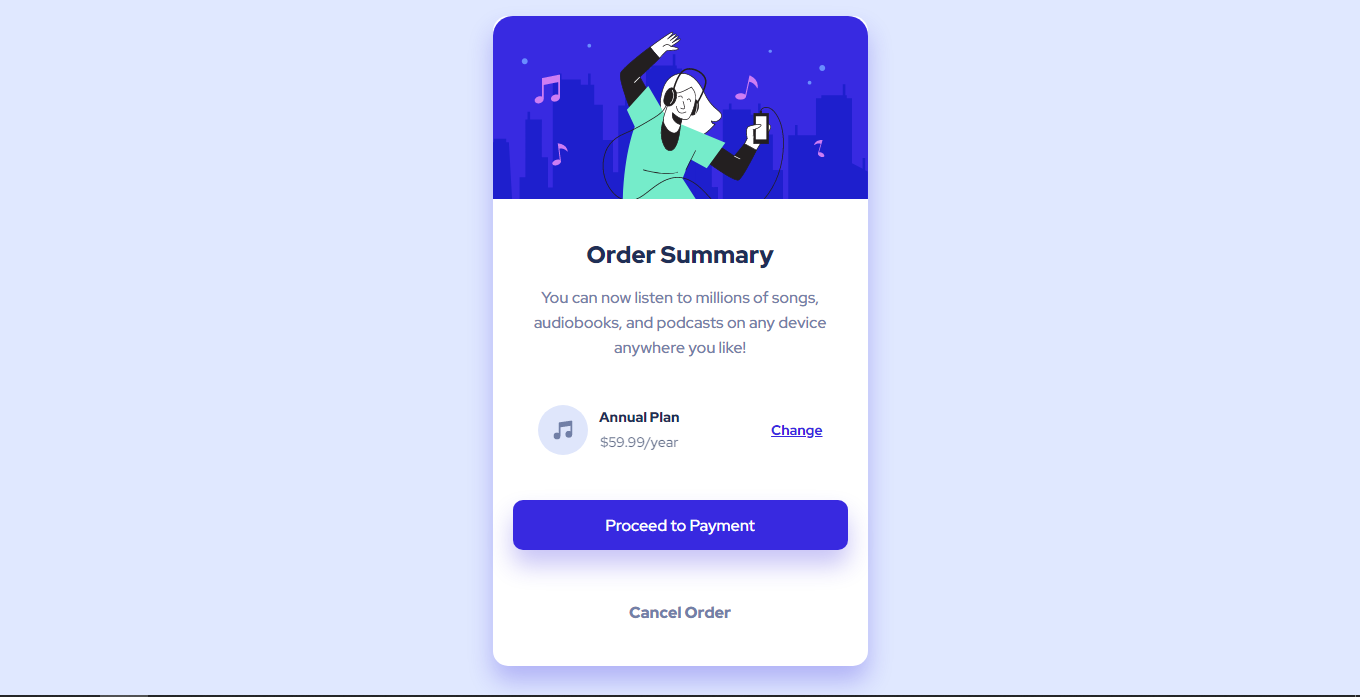 Order Summary
You can now listen to millions of songs,
audiobooks, and podcasts on any device
anywhere you like!
Annual Plan
$59.99/year
Change
Proceed to Payment
Cancel Order